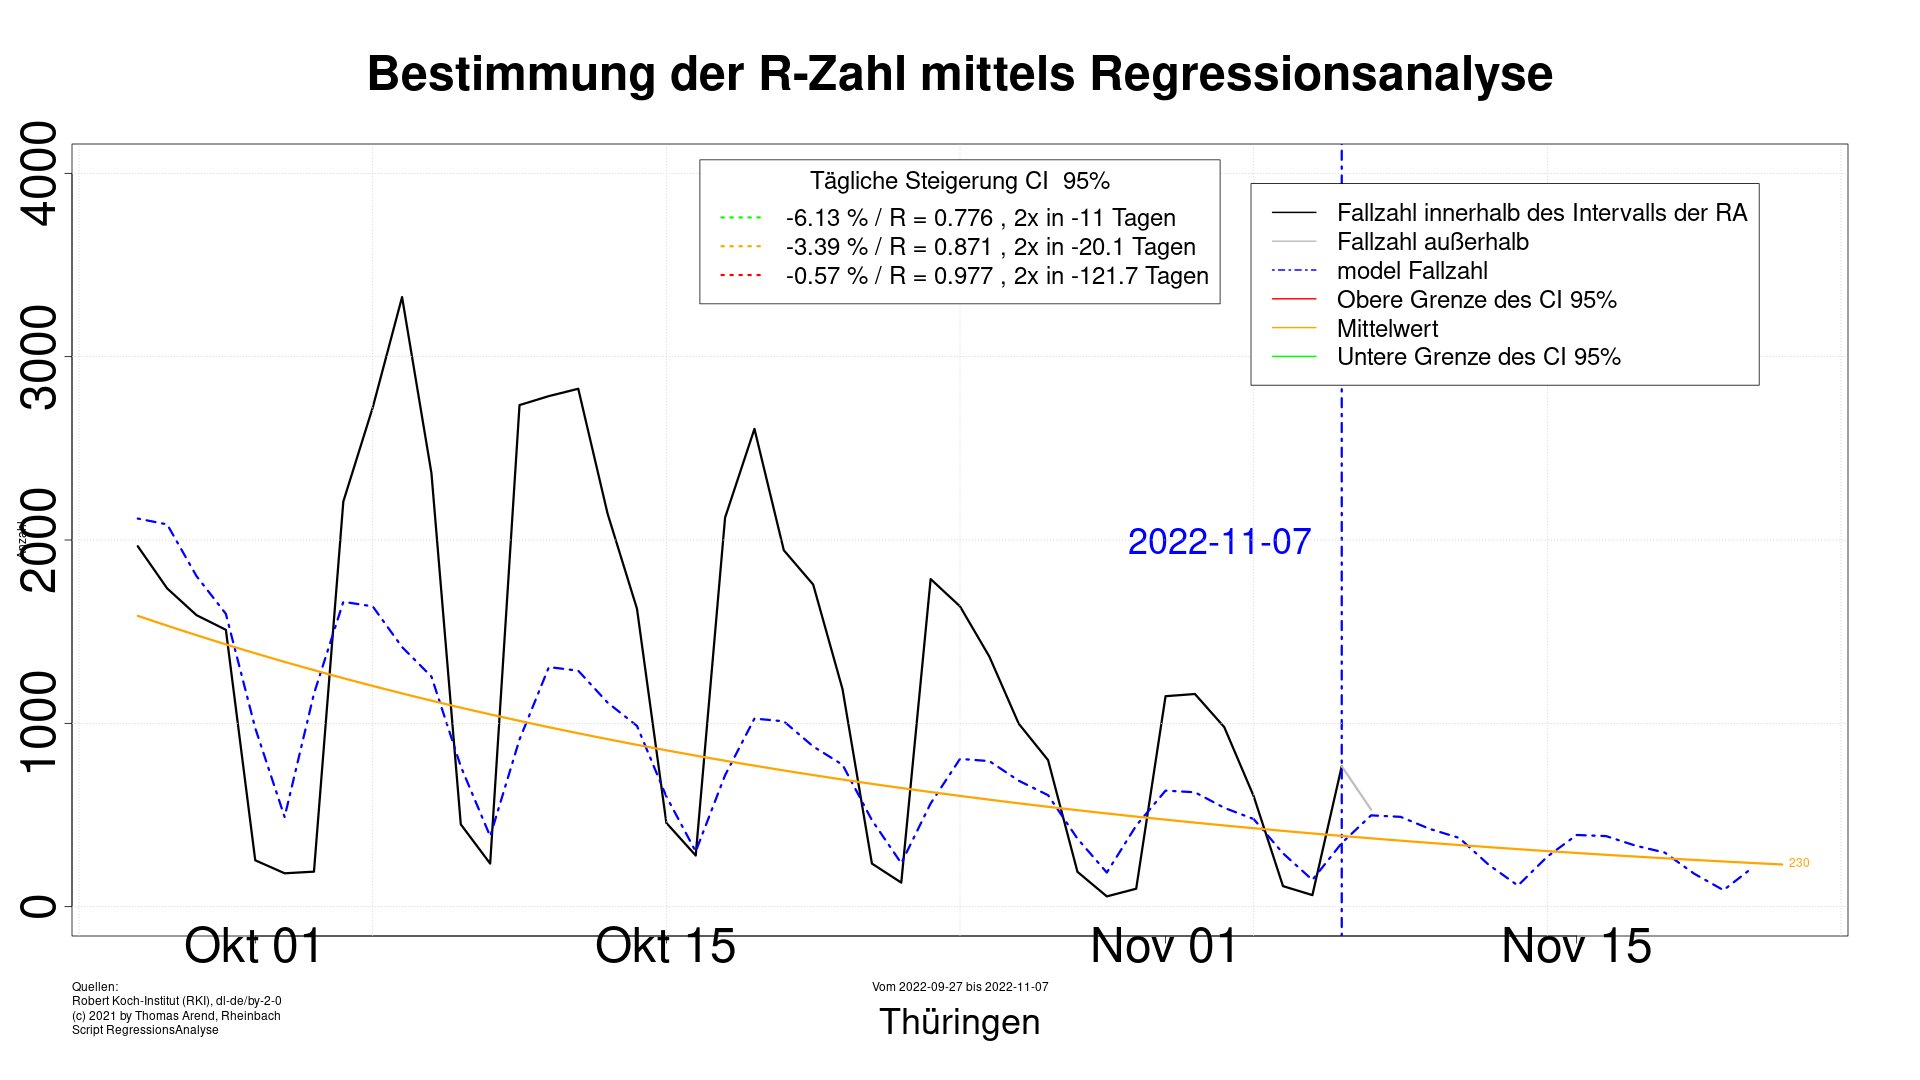 Bestimmung der R-Zahl mittels Regressionsanalyse
Anzahl
4000
3000
2000
1000
0
Tägliche Steigerung CI  95%
-6.13 % / R = 0.776 , 2x in -11 Tagen
-3.39 % / R = 0.871 , 2x in -20.1 Tagen
-0.57 % / R = 0.977 , 2x in -121.7 Tagen
Fallzahl innerhalb des Intervalls der RA
Fallzahl außerhalb
model Fallzahl
Obere Grenze des CI 95%
Mittelwert
Untere Grenze des CI 95%
2022-11-07
230
Okt 01 Okt 15 Nov 01 Nov 15
Quellen:
Robert Koch-Institut (RKI), dl-de/by-2-0
(c) 2021 by Thomas Arend, Rheinbach
Script RegressionsAnalyse
Vom 2022-09-27 bis 2022-11-07
Thüringen